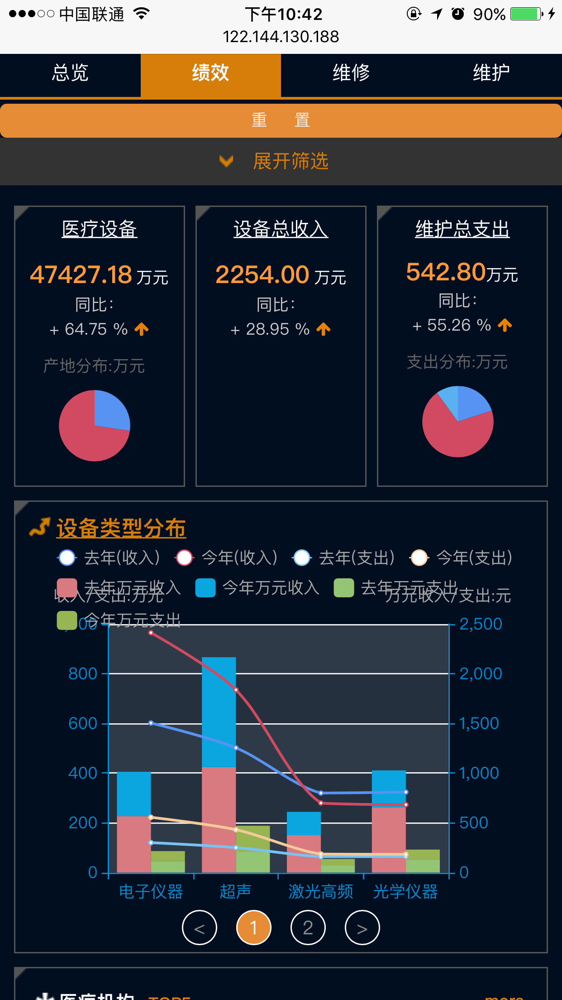 中国联通 下午10:42 90%
122.144.130.188
总览 绩效 维修 维护
重 置
展开筛选
医疗设备 设备总收入 维护总支出
47427.18 万元 2254.00 万元 542.80万元
同比: 同比: 同比:
+ 64.75 % + 28.95 % + 55.26 %
产地分布:万元 支出分布:万元
设备类型分布
去年(收入) 今年(收入) 去年(支出) 今年(支出)
去年万元收入 今年万元收入 去年万元支出
收入/支出:万元 万元收入/支出:元
今年万元支出
2,500
800 2,000
600 1,500
400 1,000
200 500
0 0
电子仪器 超声 激光高频 光学仪器
< 1 2 >
医疗机构 more